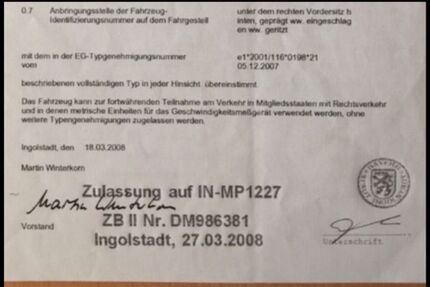 0.7 Anbringungsstelle der Fahrzeug- unter dem rechten Vordersitz h
Identifizierungsnummer auf dem Fahrgestell inten, geprägt ww. eingeschlag
en ww. geritzt
mit dem in der EG-Typgenehmigungsnummer e1*2001/116*0198*21
vom 05.12.2007
beschriebenen vollständigen Typ in jeder Hinsicht übereinstimmt.
Das Fahrzeug kann zur fortwährenden Teilnahme am Verkehr in Mitgliedsstaaten mit Rechtsverkehr
und in denen metrische Einheiten für das Geschwindigkeitsmeßgerät verwendet werden, ohne
weitere Typengenehmigungen zugelassen werden.
Ingolstadt, den 18.03.2008
Martin Winterkorn
Zulassung auf IN-MP1227
Martin Winterkorn
ZB II Nr. DM986381
Vorstand
Ingolstadt, 27.03.2008
Unterschrift